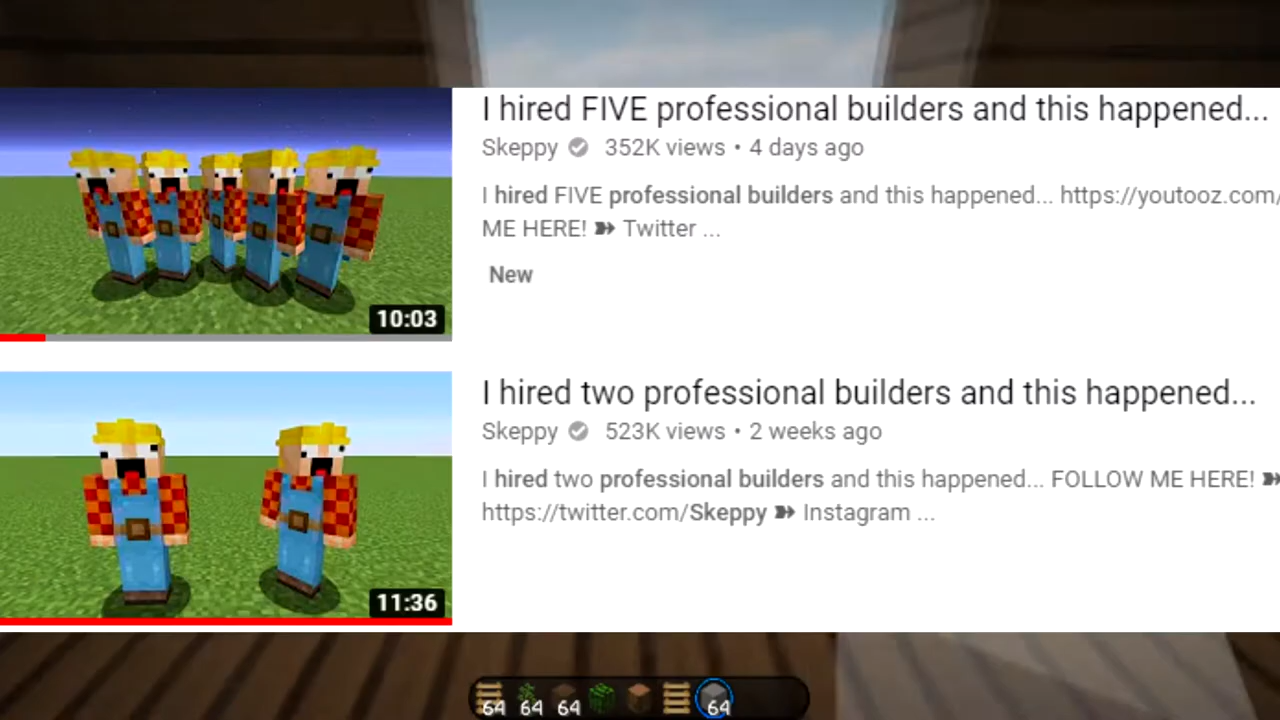 I hired FIVE professional builders and this happened...
Skeppy 352K views • 4 days ago
I hired FIVE professional builders and this happened... https://youtooz.com/
ME HERE! ➽ Twitter ...
New
10:03
I hired two professional builders and this happened...
Skeppy 523K views • 2 weeks ago
I hired two professional builders and this happened... FOLLOW ME HERE! ➽
https://twitter.com/Skeppy ➽ Instagram ...
11:36
64 64 64 64